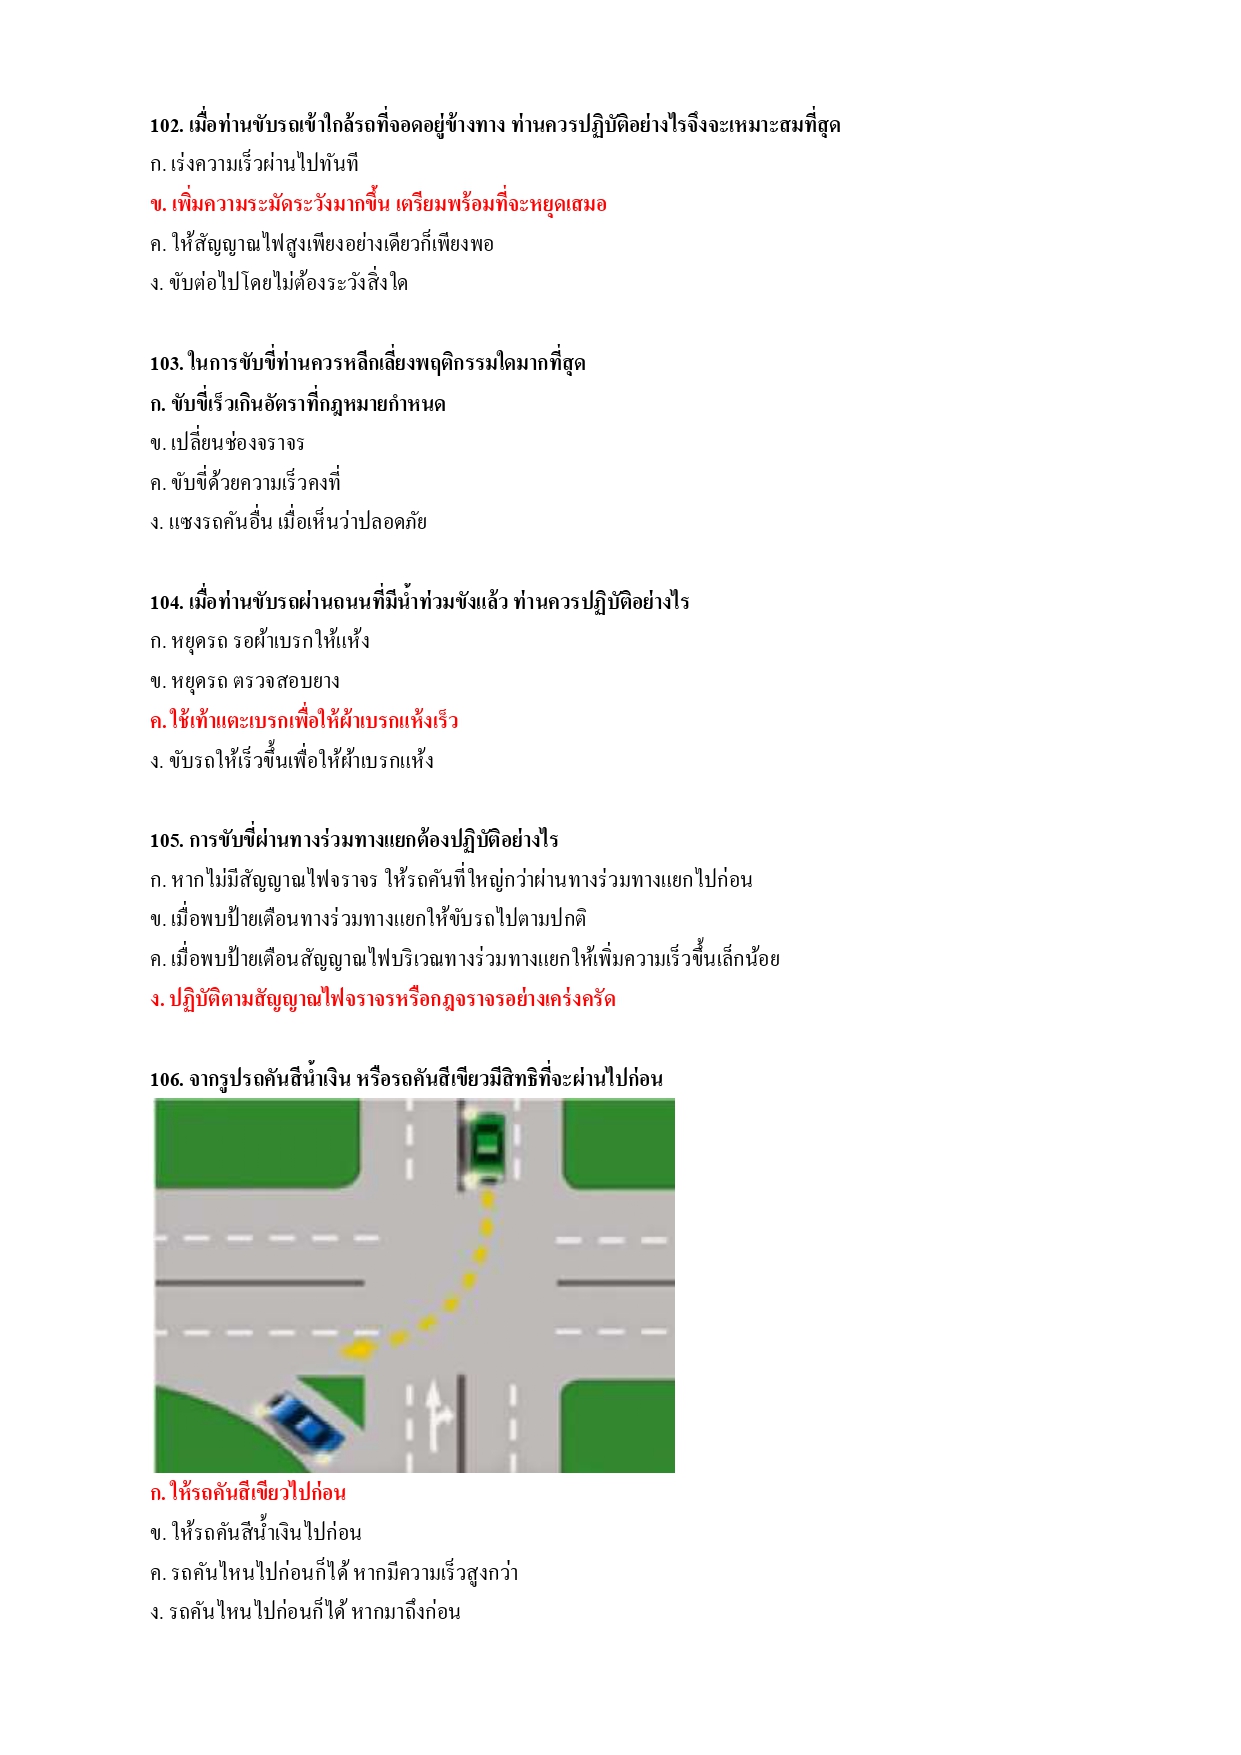 102. เมื่อท่านขับรถเข้าใกล้รถที่จอดอยู่ข้างทาง ท่านควรปฏิบัติอย่างไรจึงจะเหมาะสมที่สุด
ก. เร่งความเร็วผ่านไปทันที
ข. เพิ่มความระมัดระวังมากขึ้น เตรียมพร้อมที่จะหยุดเสมอ
ค. ให้สัญญาณไฟสูงเพียงอย่างเดียวก็เพียงพอ
ง. ขับต่อไปโดยไม่ต้องระวังสิ่งใด
103. ในการขับขี่ท่านควรหลีกเลี่ยงพฤติกรรมใดมากที่สุด
ก. ขับขี่เร็วเกินอัตราที่กฎหมายกำหนด
ข. เปลี่ยนช่องจราจร
ค. ขับขี่ด้วยความเร็วคงที่
ง. แซงรถคันอื่น เมื่อเห็นว่าปลอดภัย
104. เมื่อท่านขับรถผ่านถนนที่มีน้ำท่วมขังแล้ว ท่านควรปฏิบัติอย่างไร
ก. หยุดรถ รอผ้าเบรกให้แห้ง
ข. หยุดรถ ตรวจสอบยาง
ค. ใช้เท้าแตะเบรกเพื่อให้ผ้าเบรกแห้งเร็ว
ง. ขับรถให้เร็วขึ้นเพื่อให้ผ้าเบรกแห้ง
105. การขับขี่ผ่านทางร่วมทางแยกต้องปฏิบัติอย่างไร
ก. หากไม่มีสัญญาณไฟจราจร ให้รถคันที่ใหญ่กว่าผ่านทางร่วมทางแยกไปก่อน
ข. เมื่อพบป้ายเตือนทางร่วมทางแยกให้ขับรถไปตามปกติ
ค. เมื่อพบป้ายเตือนสัญญาณไฟบริเวณทางร่วมทางแยกให้เพิ่มความเร็วขึ้นเล็กน้อย
ง. ปฏิบัติตามสัญญาณไฟจราจรหรือกฎจราจรอย่างเคร่งครัด
106. จากรูปรถคันสีน้ำเงิน หรือรถคันสีเขียวมีสิทธิที่จะผ่านไปก่อน
ก. ให้รถคันสีเขียวไปก่อน
ข. ให้รถคันสีน้ำเงินไปก่อน
ค. รถคันไหนไปก่อนก็ได้ หากมีความเร็วสูงกว่า
ง. รถคันไหนไปก่อนก็ได้ หากมาถึงก่อน